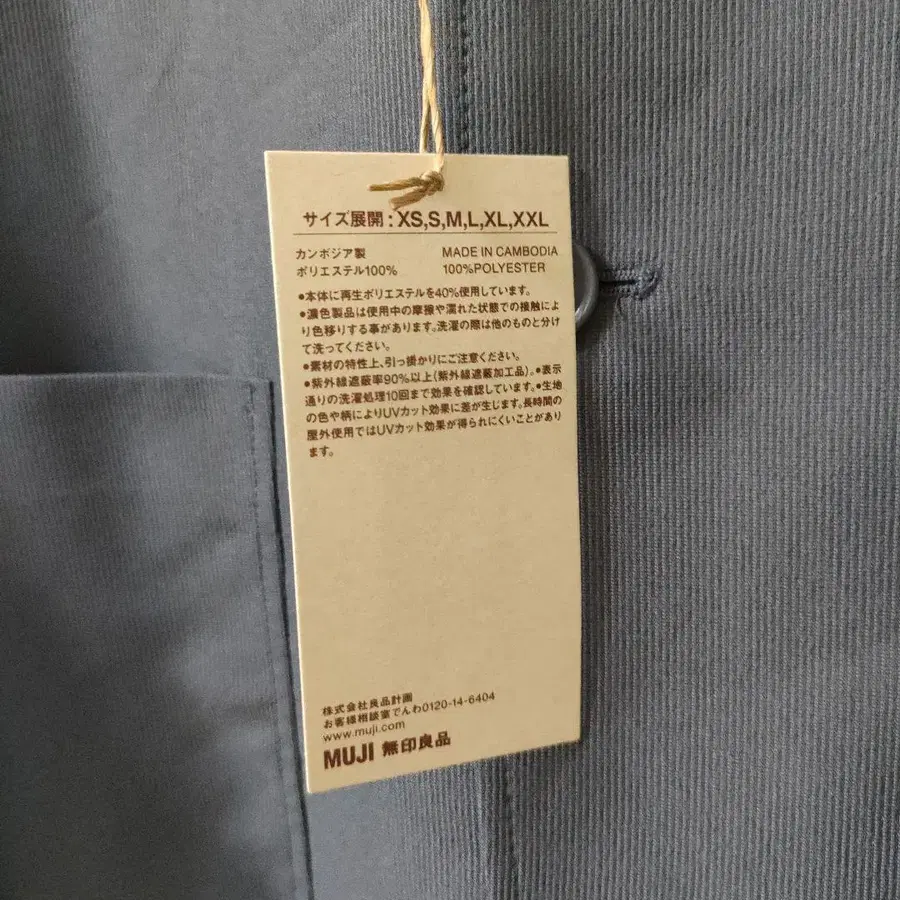 サイズ展開：XS,S,M,L,XL,XXL
カンボジア製 MADE IN CAMBODIA
ポリエステル100% 100%POLYESTER
●本体に再生ポリエステルを40%使用しています。
●濃色製品は使用中の摩擦や濡れた状態での接触によ
り色移りする事があります。洗濯の際は他のものと分け
て洗ってください。
●素材の特性上、引っ掛かりにご注意ください。
●紫外線遮蔽率90%以上(紫外線遮蔽加工品)。●表示
通りの洗濯処理10回まで効果を確認しています。●生地
の色や柄によりUVカット効果に差が生じます。長時間の
屋外使用ではUVカット効果が得られにくいことがあり
ます。
株式会社良品計画
お客様相談室でんわ0120-14-6404
www.muji.com
MUJI 無印良品